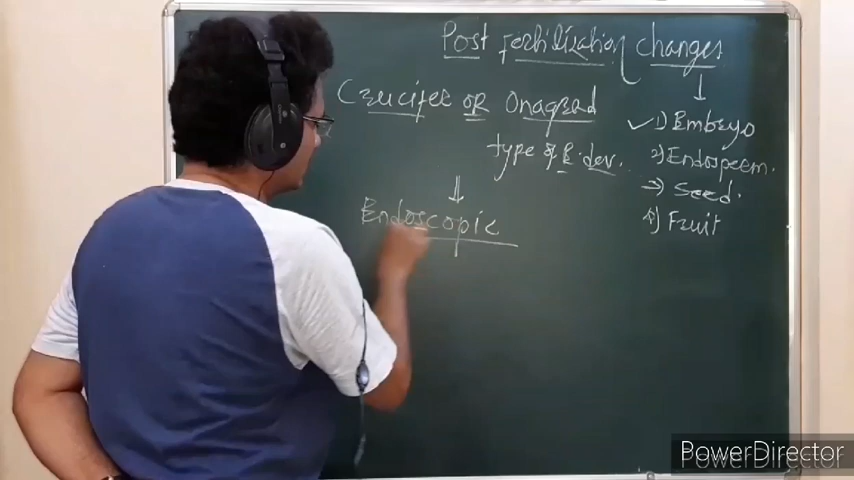 Post fertilization changes
Crucifer OR Onagrad
type of E. dev.
Endoscopic
1) Embryo
2) Endosperm.
3) Seed.
4) Fruit
PowerDirector